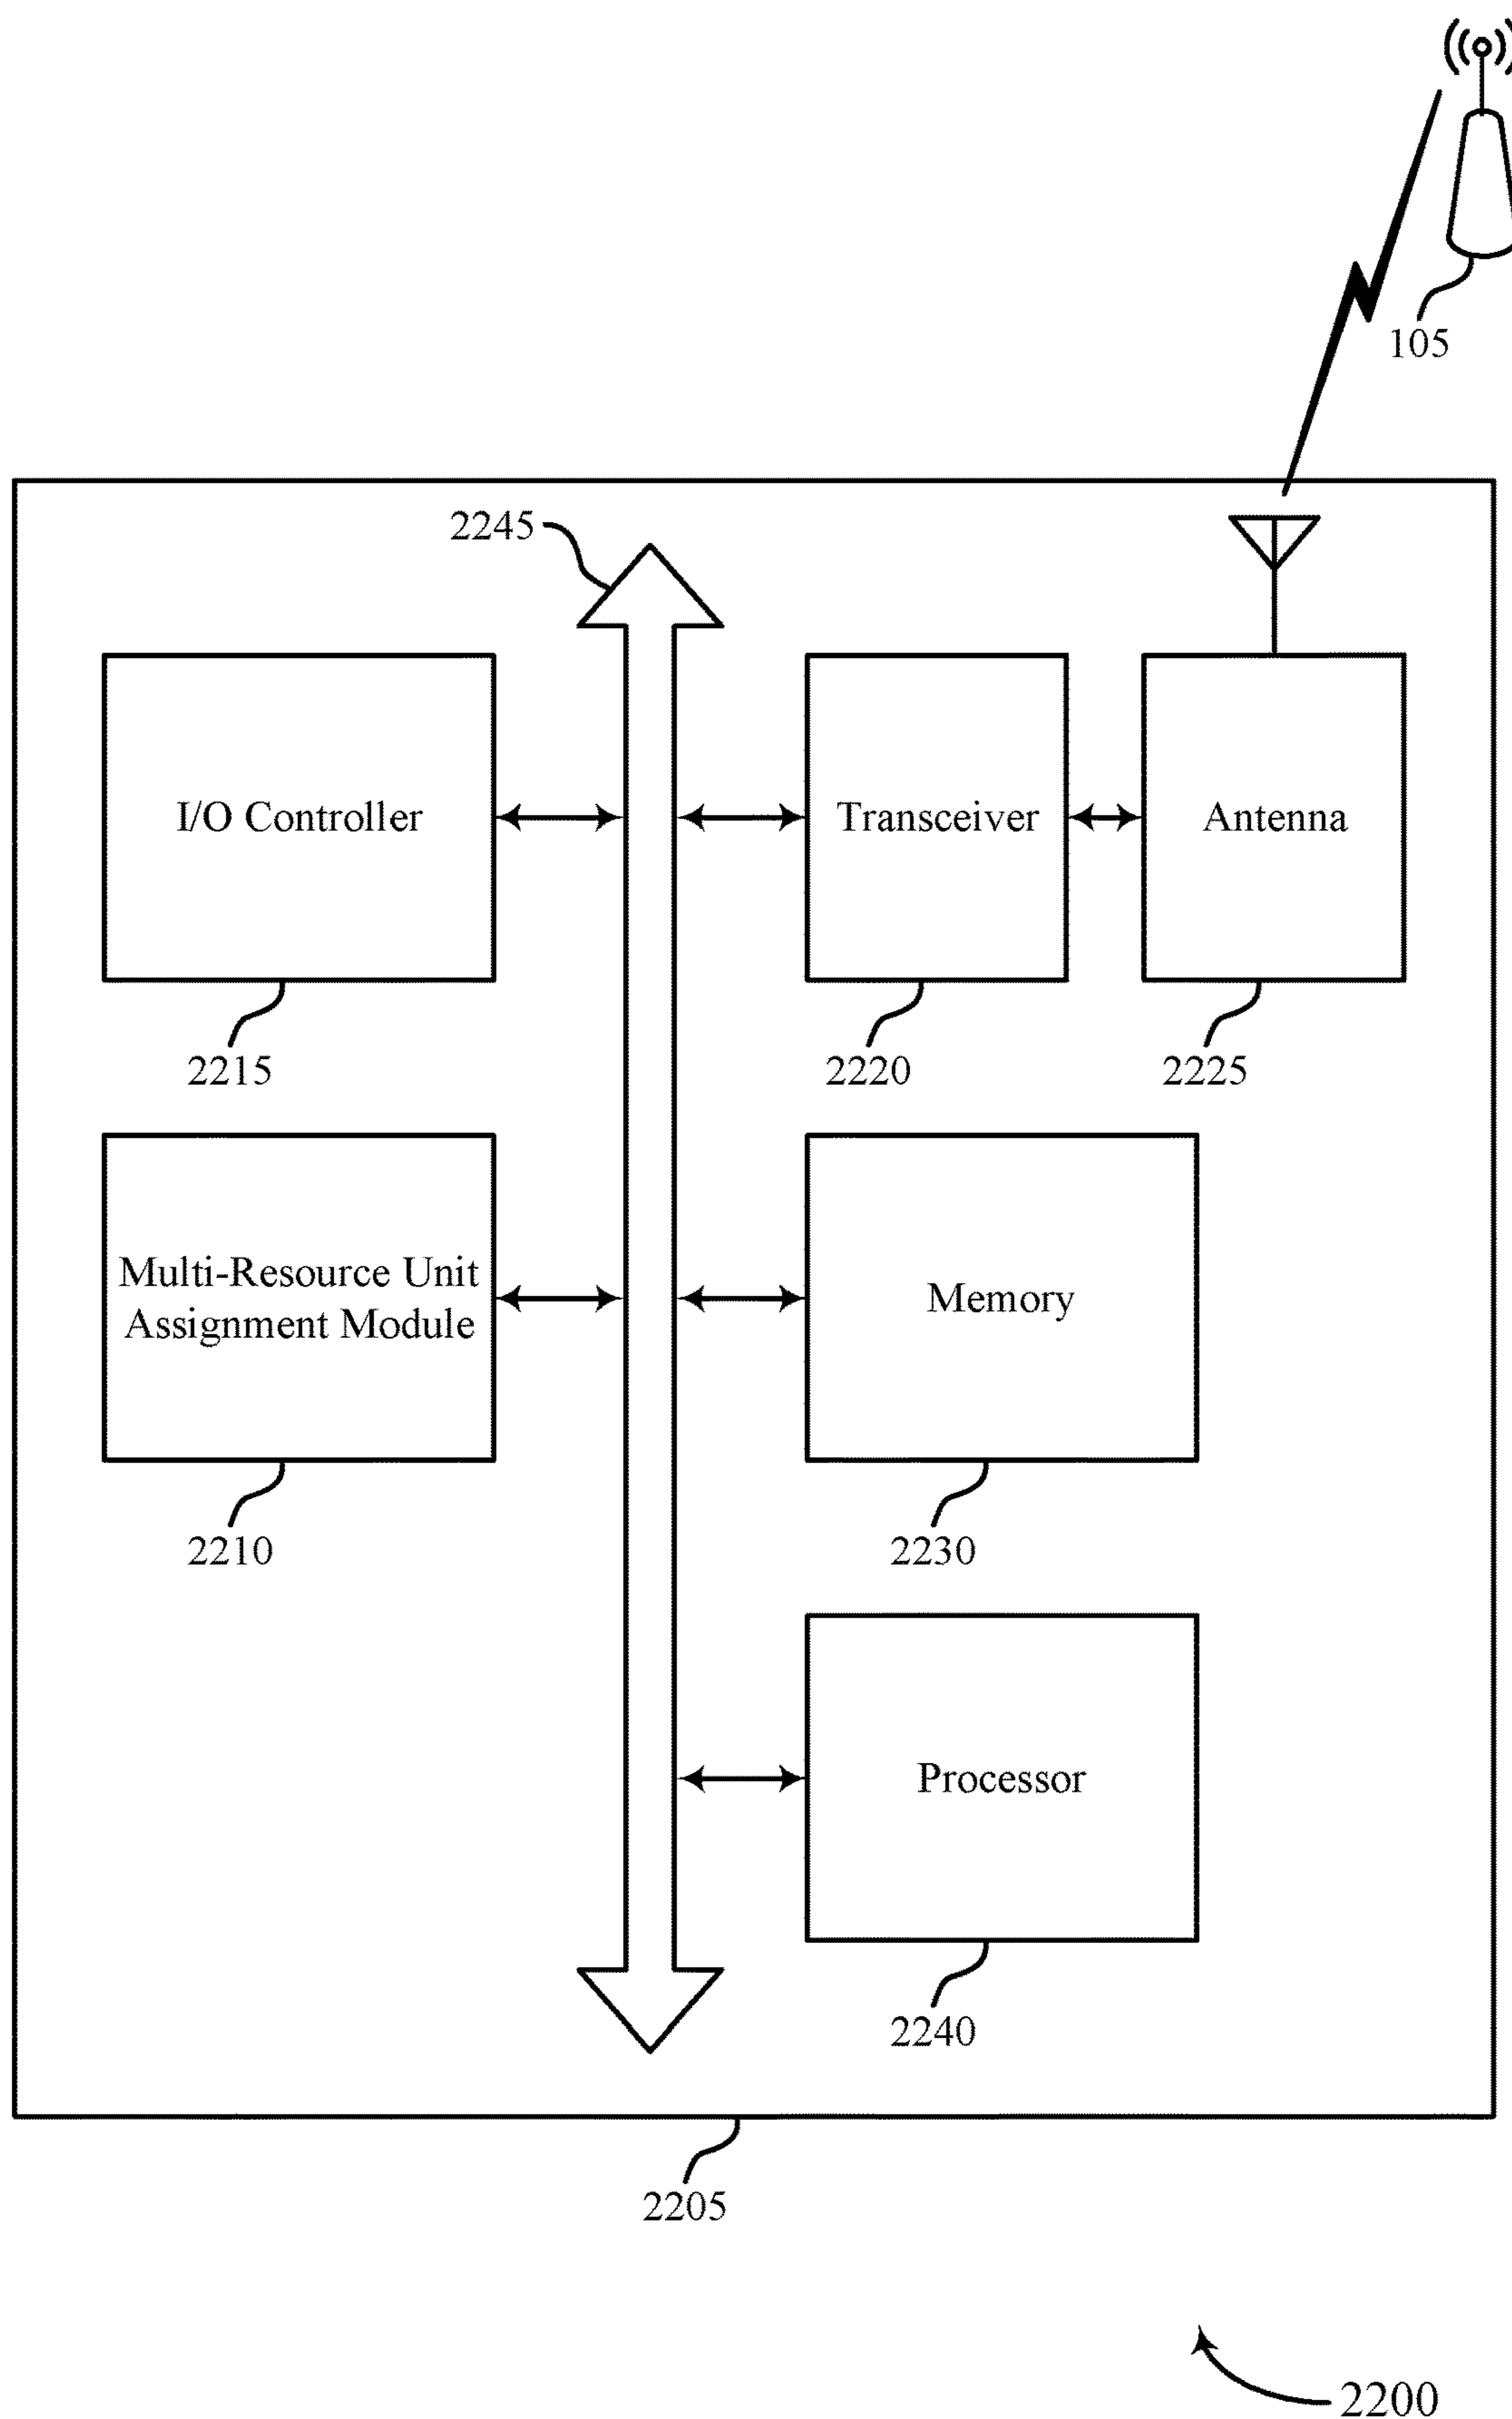 105
2245
I/O Controller
Transceiver
Antenna
2215
2220
2225
Multi-Resource Unit
Assignment Module
Memory
2210
2230
Processor
2240
2205
2200